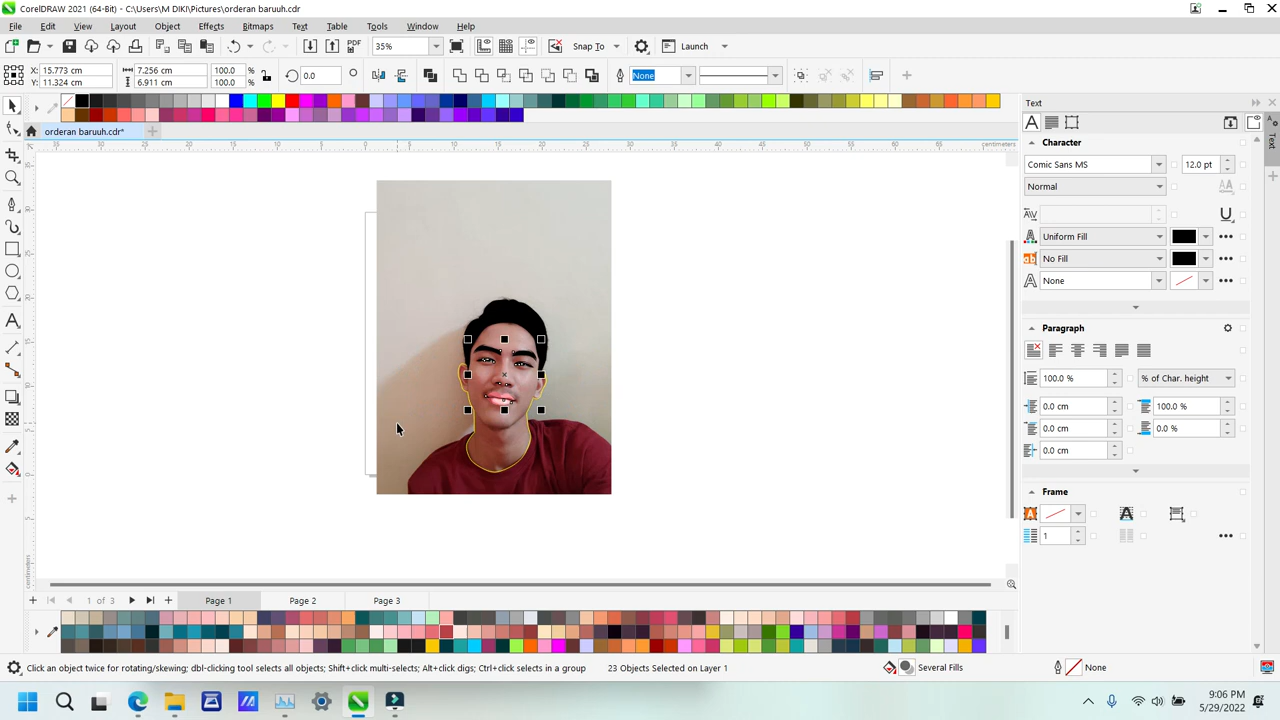 CorelDRAW 2021 (64-Bit) - C:\Users\M DIKI\Pictures\orderan baruuh.cdr
File Edit View Layout Object Effects Bitmaps Text Table Tools Window Help
PDF 35% Snap To Launch
X: 15.773 cm 7.256 cm 100.0 % 0.0 ° None
Y: 11.324 cm 6.911 cm 100.0 %
orderan baruuh.cdr*
centimeters
Text
Character
Comic Sans MS 12.0 pt
Normal
Uniform Fill
No Fill
None
Paragraph
100.0 % % of Char. height
0.0 cm 100.0 %
0.0 cm 0.0 %
0.0 cm
Frame
1
1 of 3 Page 1 Page 2 Page 3
Click an object twice for rotating/skewing; dbl-clicking tool selects all objects; Shift+click multi-selects; Alt+click digs; Ctrl+click selects in a group 23 Objects Selected on Layer 1 Several Fills None
9:06 PM
5/29/2022